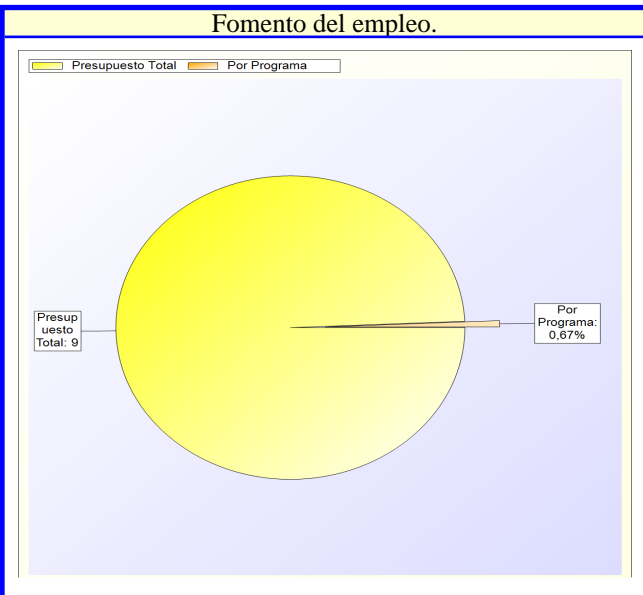 Fomento del empleo.
Presupuesto Total
Por Programa
Presup
uesto
Total: 9
Por
Programa:
0,67%